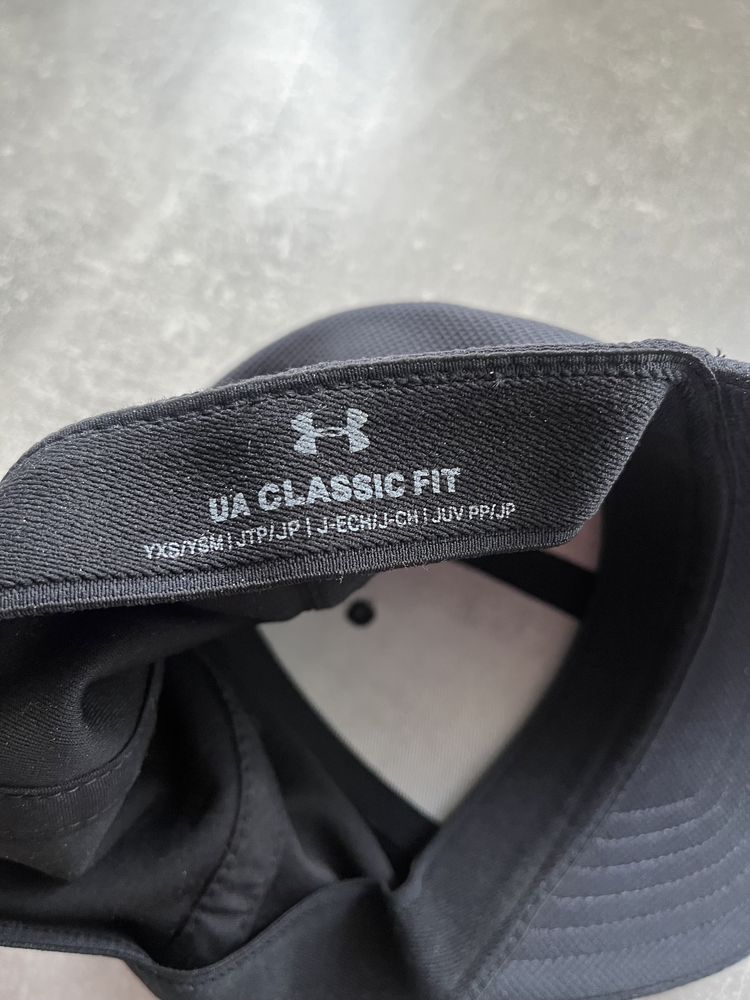 UA CLASSIC FIT
YXS/YSM | JTP/JP | J-ECH/J-CH | JUV PP/JP